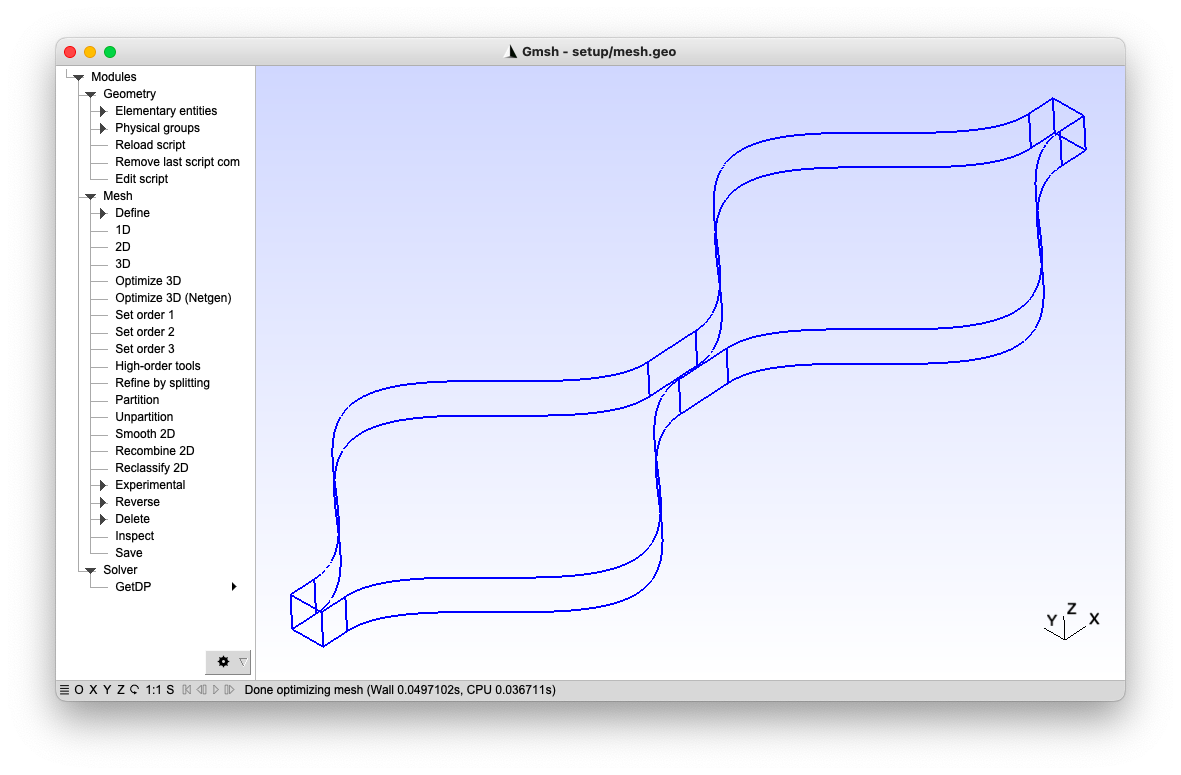 Gmsh - setup/mesh.geo
Modules
Geometry
Elementary entities
Physical groups
Reload script
Remove last script com
Edit script
Mesh
Define
1D
2D
3D
Optimize 3D
Optimize 3D (Netgen)
Set order 1
Set order 2
Set order 3
High-order tools
Refine by splitting
Partition
Unpartition
Smooth 2D
Recombine 2D
Reclassify 2D
Experimental
Reverse
Delete
Inspect
Save
Solver
GetDP
Y Z X
O X Y Z 1:1 S Done optimizing mesh (Wall 0.0497102s, CPU 0.036711s)